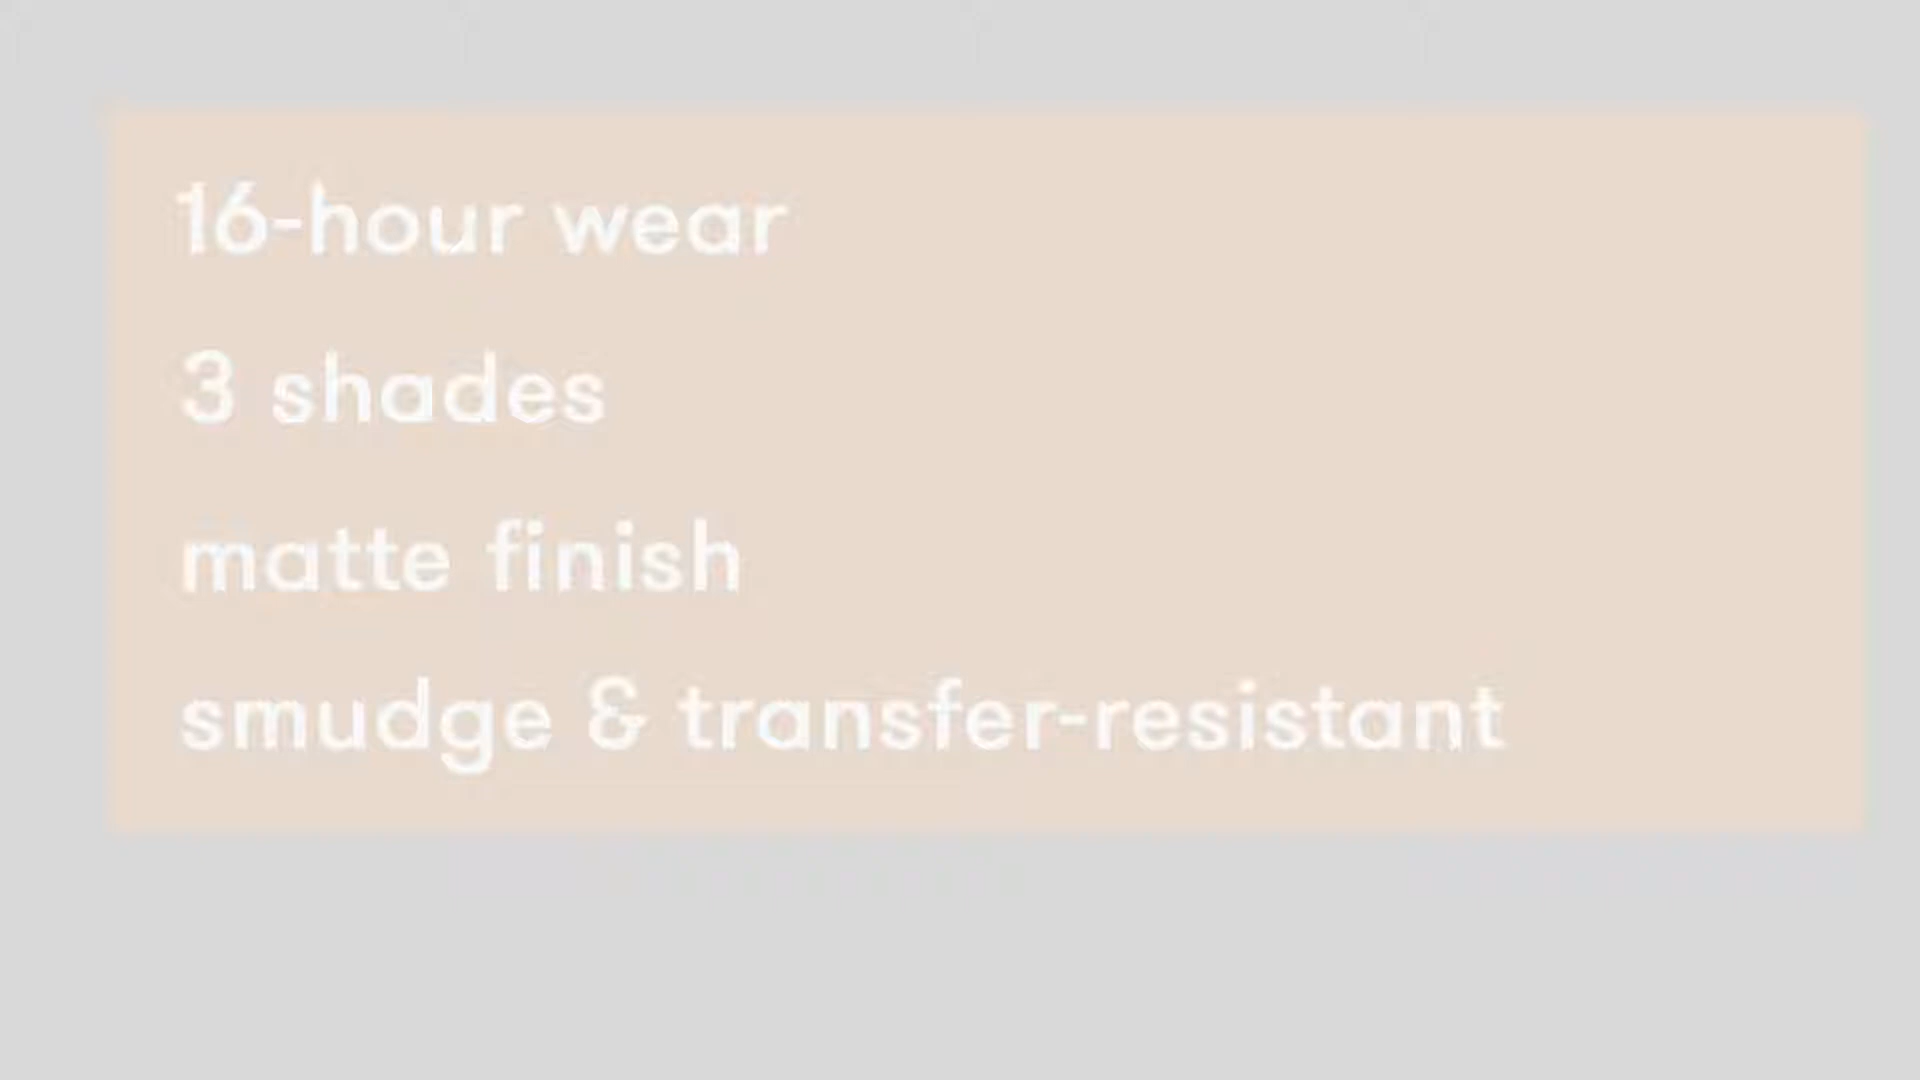 16-hour wear
3 shades
matte finish
smudge & transfer-resistant